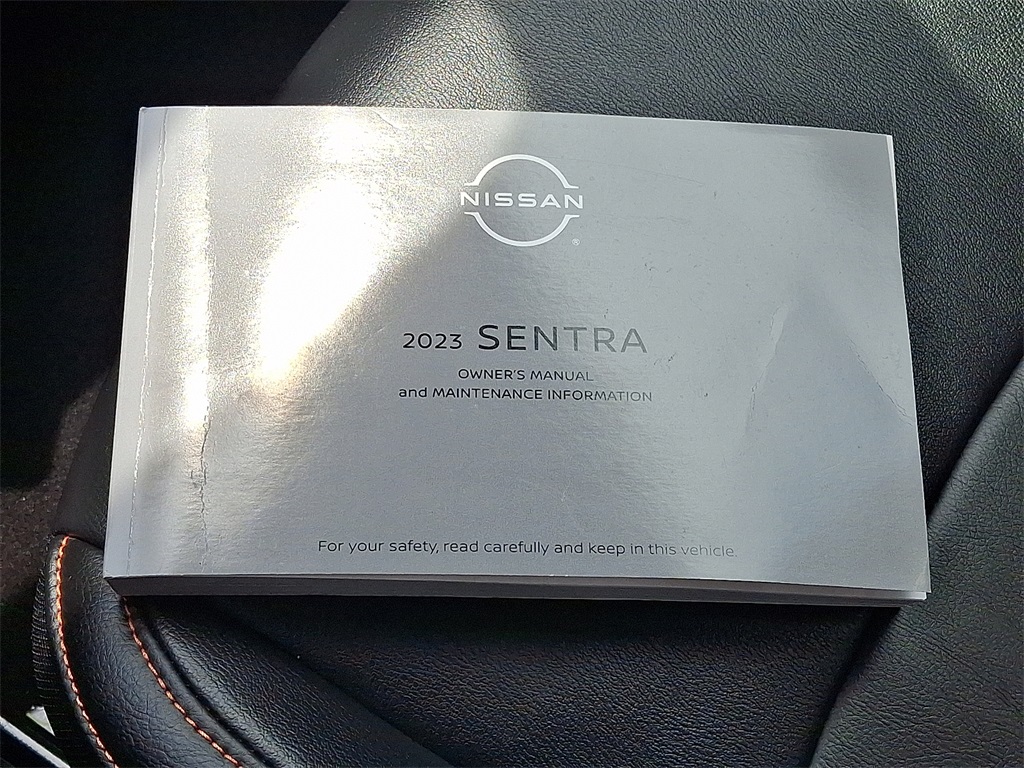 NISSAN
®
2023 SENTRA
OWNER'S MANUAL
and MAINTENANCE INFORMATION
For your safety, read carefully and keep in this vehicle.